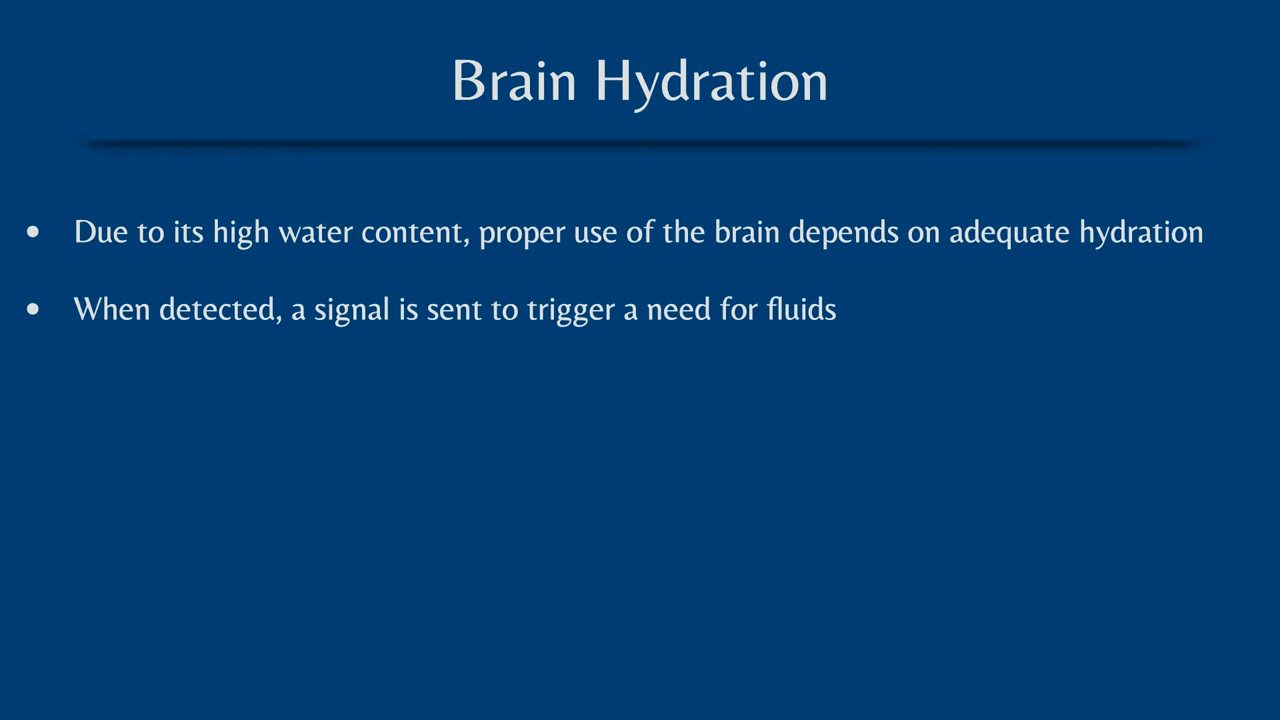 Brain Hydration
• Due to its high water content, proper use of the brain depends on adequate hydration
• When detected, a signal is sent to trigger a need for fluids